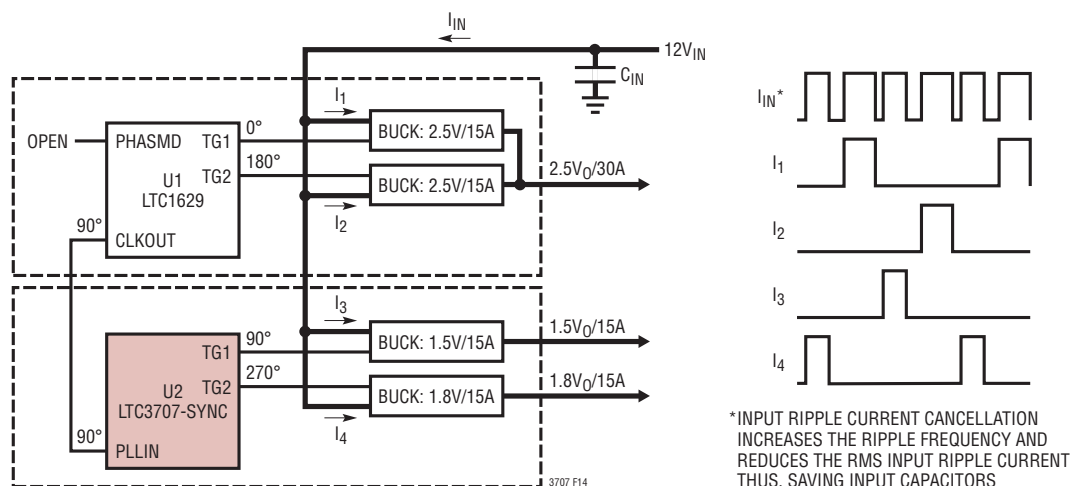 I_IN
12V_IN
C_IN
I_1
BUCK: 2.5V/15A
OPEN
PHASMD
TG1
0°
U1
LTC1629
TG2
180°
BUCK: 2.5V/15A
2.5V_O/30A
I_2
90°
CLKOUT
I_3
BUCK: 1.5V/15A
1.5V_O/15A
TG1
90°
U2
LTC3707-SYNC
TG2
270°
BUCK: 1.8V/15A
1.8V_O/15A
I_4
90°
PLLIN
3707 F14
I_IN*
I_1
I_2
I_3
I_4
*INPUT RIPPLE CURRENT CANCELLATION
INCREASES THE RIPPLE FREQUENCY AND
REDUCES THE RMS INPUT RIPPLE CURRENT
THUS, SAVING INPUT CAPACITORS